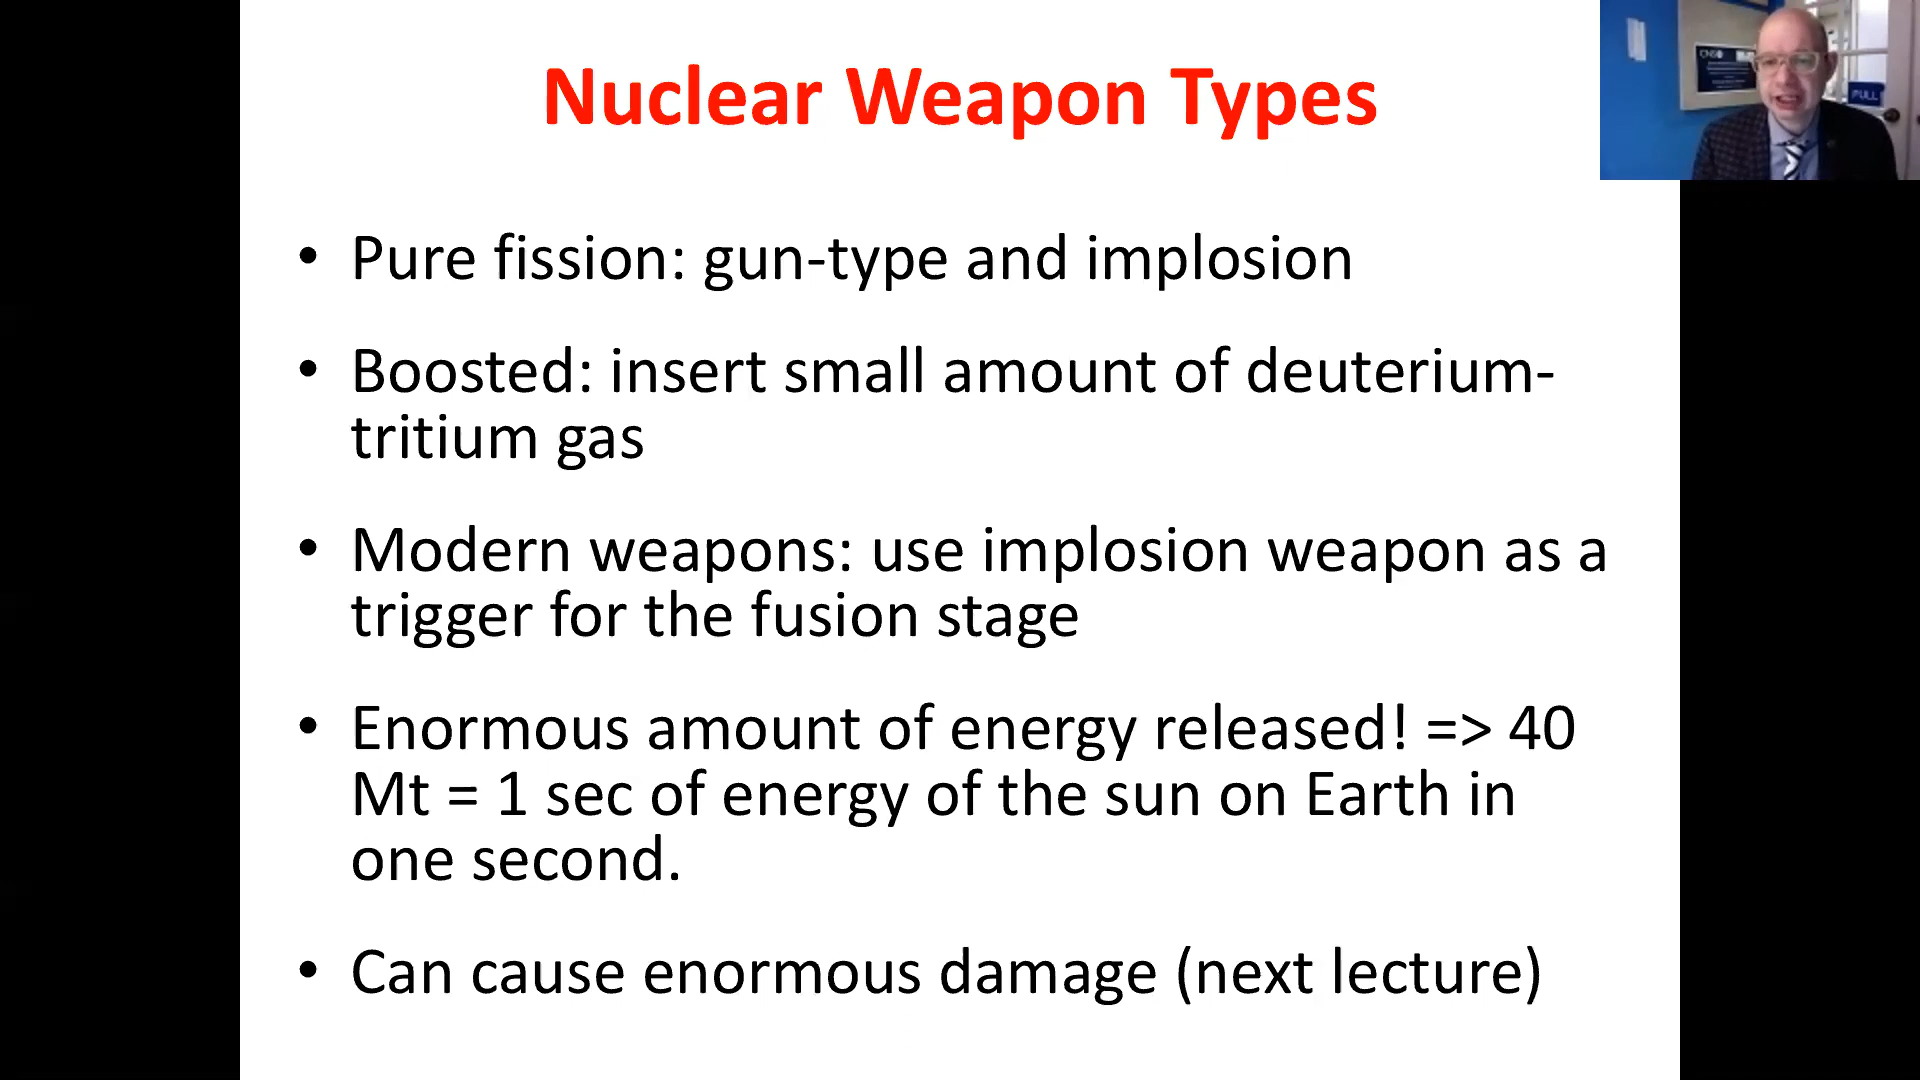 Nuclear Weapon Types
• Pure fission: gun-type and implosion
• Boosted: insert small amount of deuterium-
tritium gas
• Modern weapons: use implosion weapon as a
trigger for the fusion stage
• Enormous amount of energy released! => 40
Mt = 1 sec of energy of the sun on Earth in
one second.
• Can cause enormous damage (next lecture)
PULL